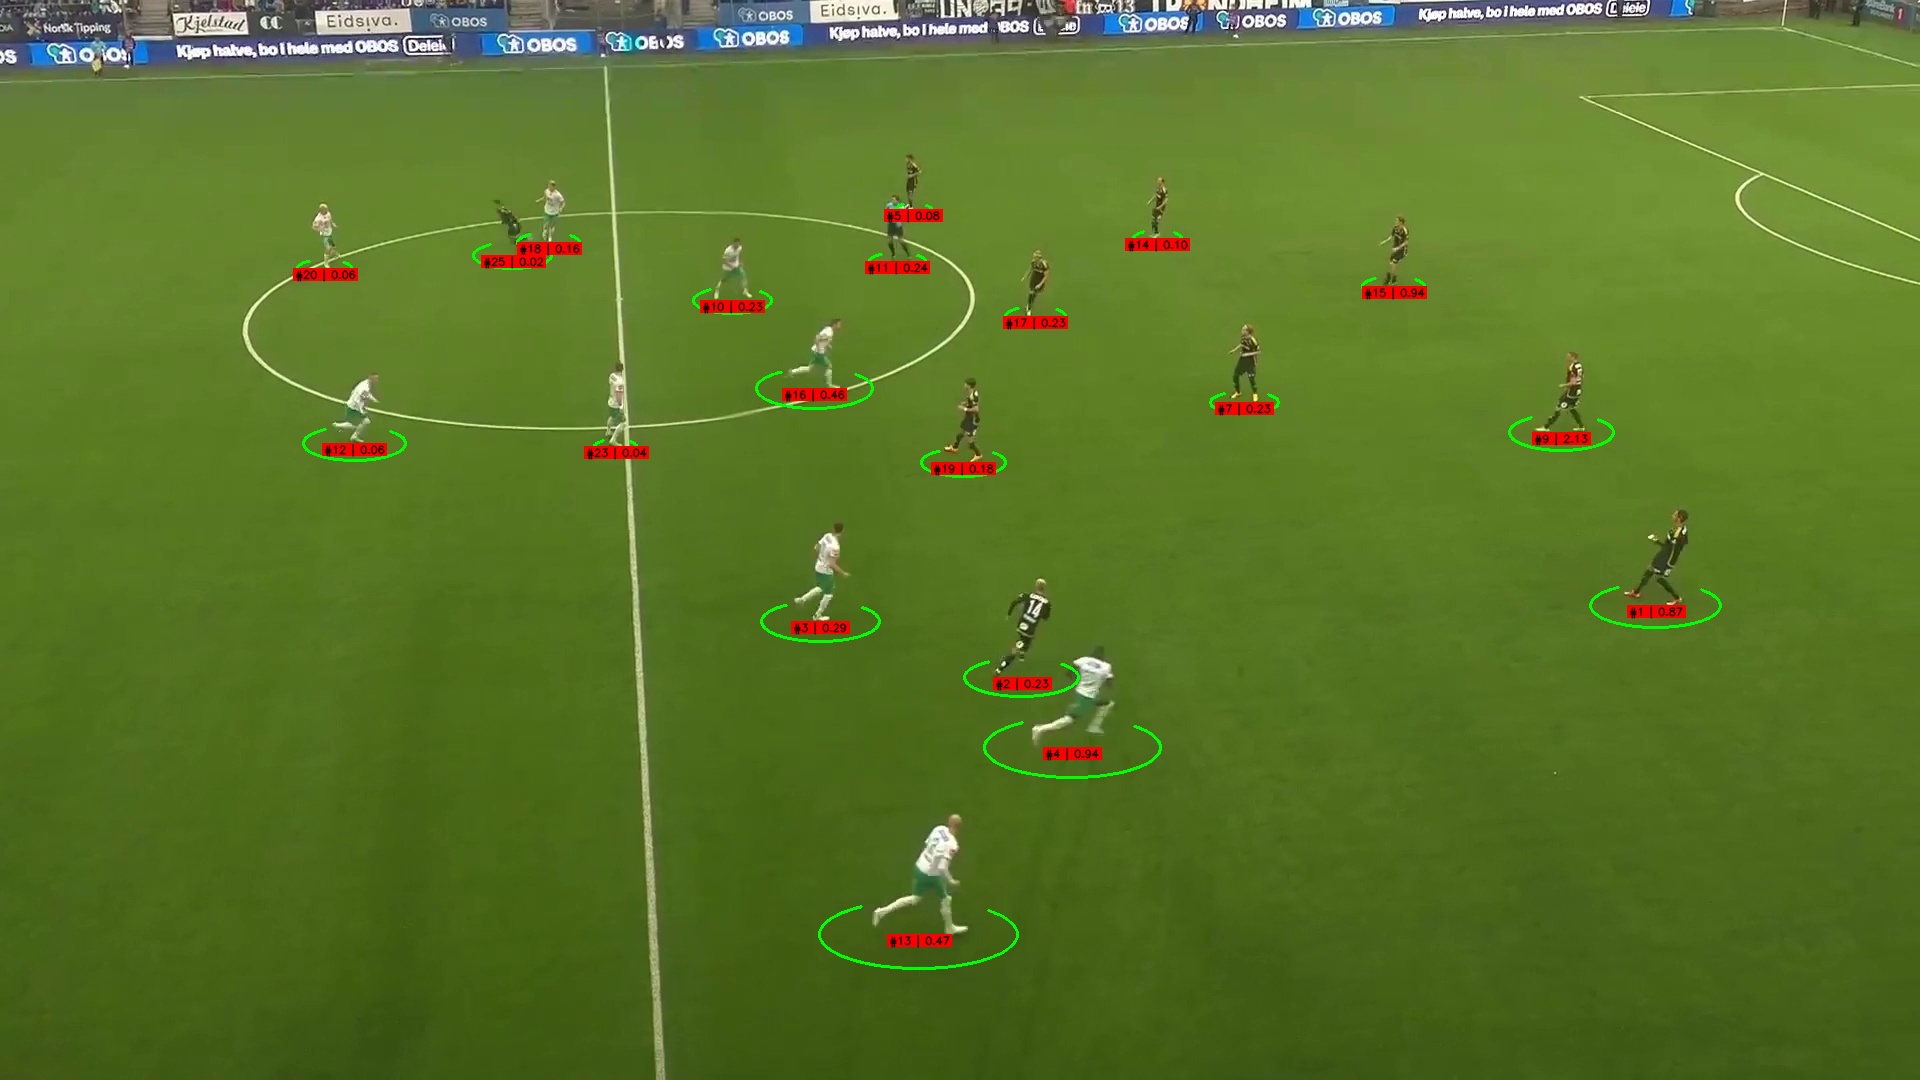 Kjelstad
CC
Eidsiva.
OBOS
OBOS
Eidsiva.
Norsk Tipping
OBOS
Kjøp halve, bo i hele med OBOS
OBOS
OBOS
Kjøp halve, bo i hele med OBOS
OBOS
OBOS
OBOS
Kjøp halve, bo i hele med OBOS
#5 | 0.08
#14 | 0.10
#18 | 0.16
#25 | 0.02
#11 | 0.24
#20 | 0.06
#15 | 0.94
#10 | 0.23
#17 | 0.23
#16 | 0.46
#7 | 0.23
#9 | 2.13
#12 | 0.06
#23 | 0.04
#19 | 0.18
14
#1 | 0.87
#3 | 0.29
#2 | 0.23
#4 | 0.94
#13 | 0.47